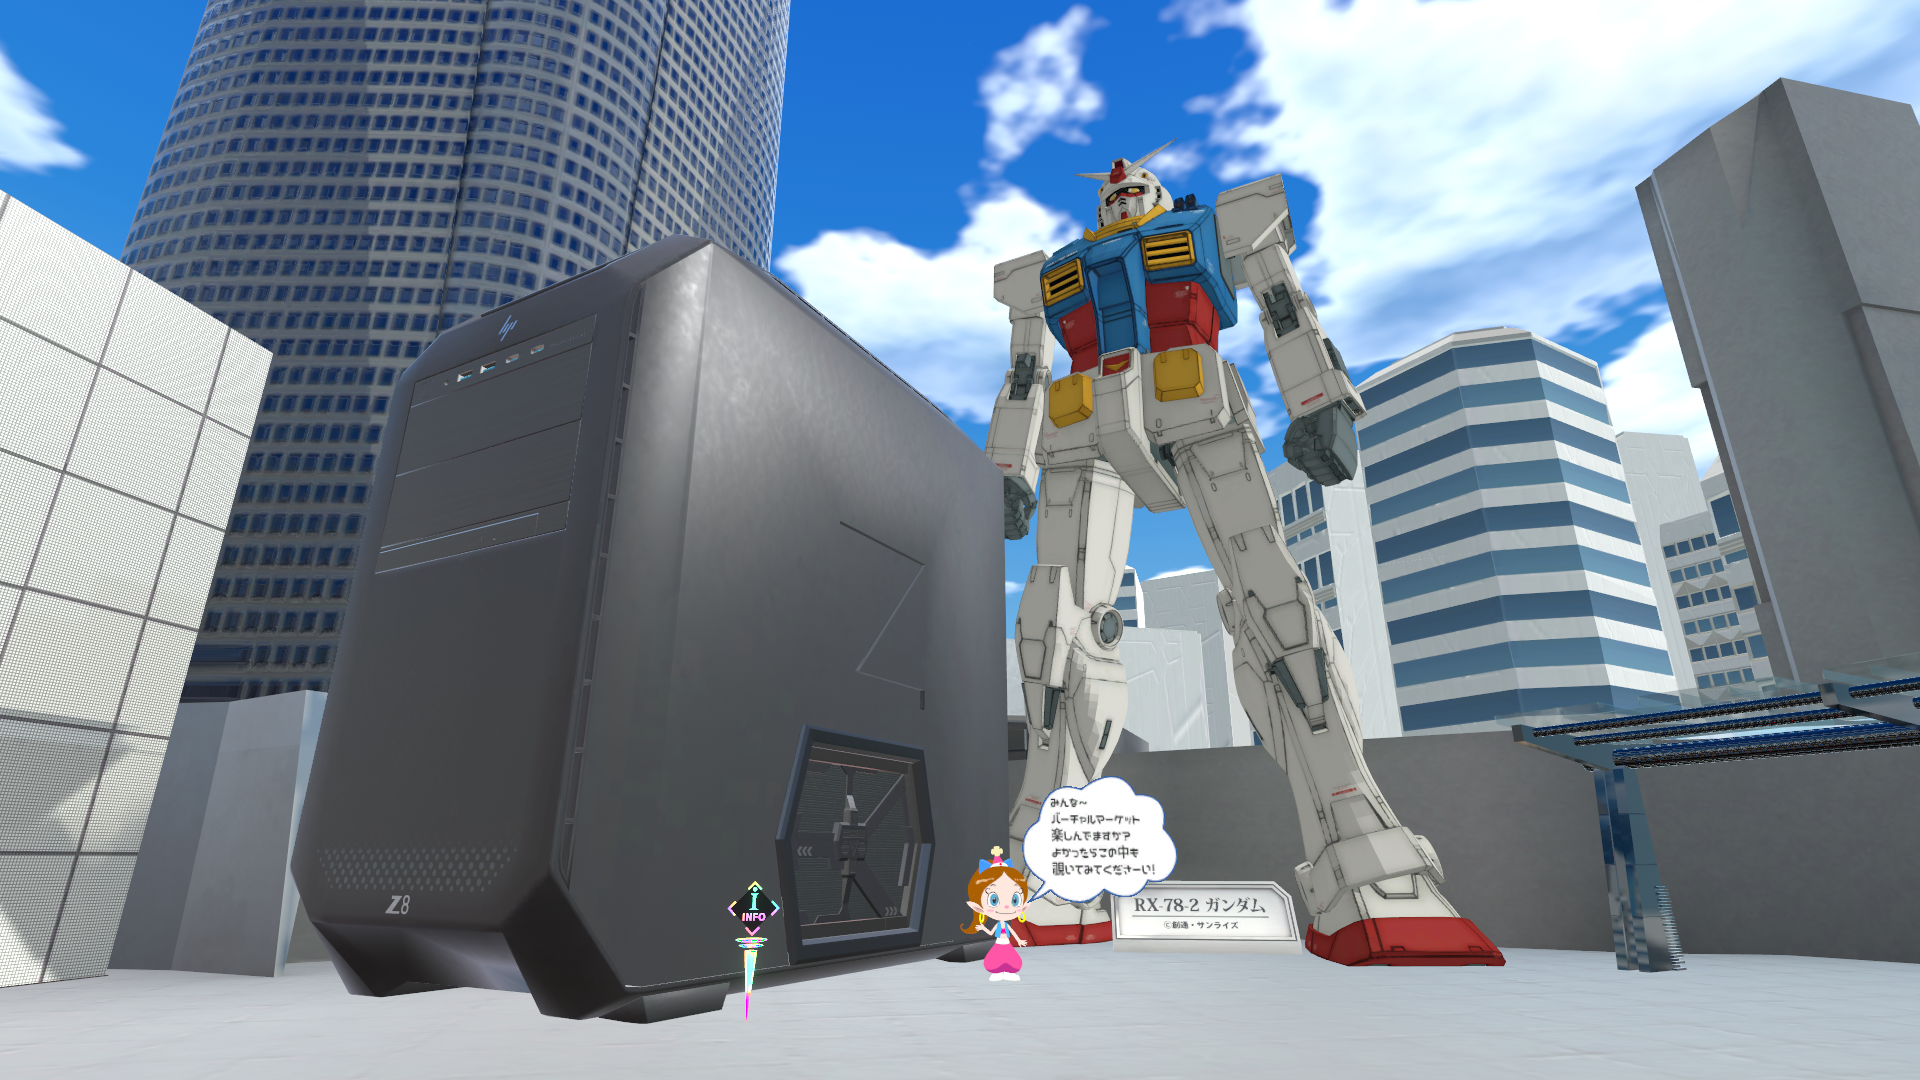 hp
Z8
INFO
みんな～
バーチャルマーケット
楽しんでますか？
よかったらこの中も
覗いてみてくださーい！
RX-78-2 ガンダム
©創通・サンライズ